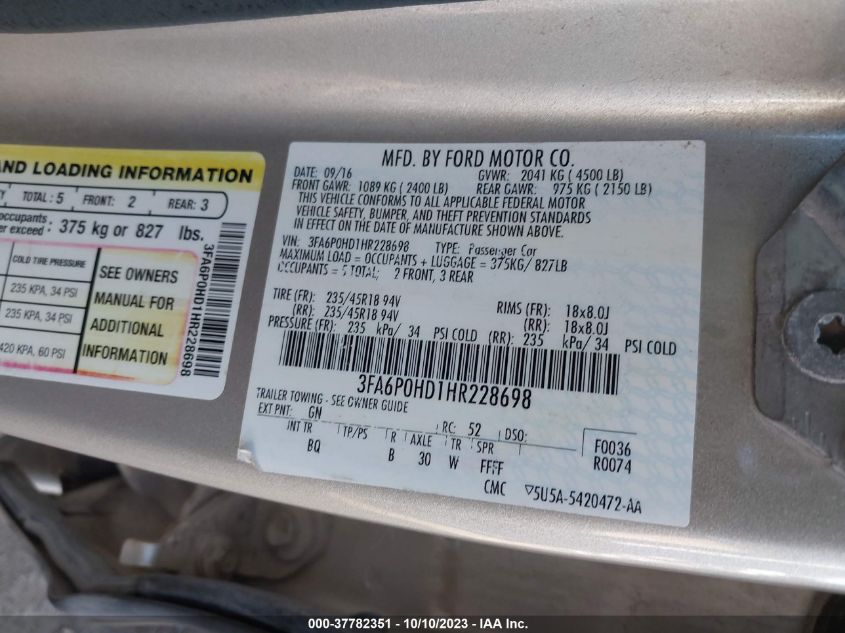 AND LOADING INFORMATION
TOTAL: 5 FRONT: 2 REAR: 3
occupants
er exceed: 375 kg or 827 lbs.
COLD TIRE PRESSURE
235 KPA, 34 PSI
235 KPA, 34 PSI
420 KPA, 60 PSI
SEE OWNERS
MANUAL FOR
ADDITIONAL
INFORMATION
3FA6P0HD1HR228698
MFD. BY FORD MOTOR CO.
DATE: 09/16 GVWR: 2041 KG ( 4500 LB)
FRONT GAWR: 1089 KG ( 2400 LB) REAR GAWR: 975 KG ( 2150 LB)
THIS VEHICLE CONFORMS TO ALL APPLICABLE FEDERAL MOTOR
VEHICLE SAFETY, BUMPER, AND THEFT PREVENTION STANDARDS
IN EFFECT ON THE DATE OF MANUFACTURE SHOWN ABOVE.
VIN: 3FA6P0HD1HR228698 TYPE: Passenger Car
MAXIMUM LOAD = OCCUPANTS + LUGGAGE = 375KG/ 827LB
OCCUPANTS = 5 TOTAL: 2 FRONT, 3 REAR
TIRE (FR): 235/45R18 94V RIMS (FR): 18x8.0J
(RR): 235/45R18 94V (RR): 18x8.0J
PRESSURE (FR): 235 kPa/ 34 PSI COLD (RR): 235 kPa/ 34 PSI COLD
3FA6P0HD1HR228698
TRAILER TOWING - SEE OWNER GUIDE
EXT PNT: GN RC: 52 DSO: F0036
INT TR TP/PS R AXLE TR SPR R0074
BQ B 30 W FFFF
CMC ▽5U5A-5420472-AA
000-37782351 - 10/10/2023 - IAA Inc.